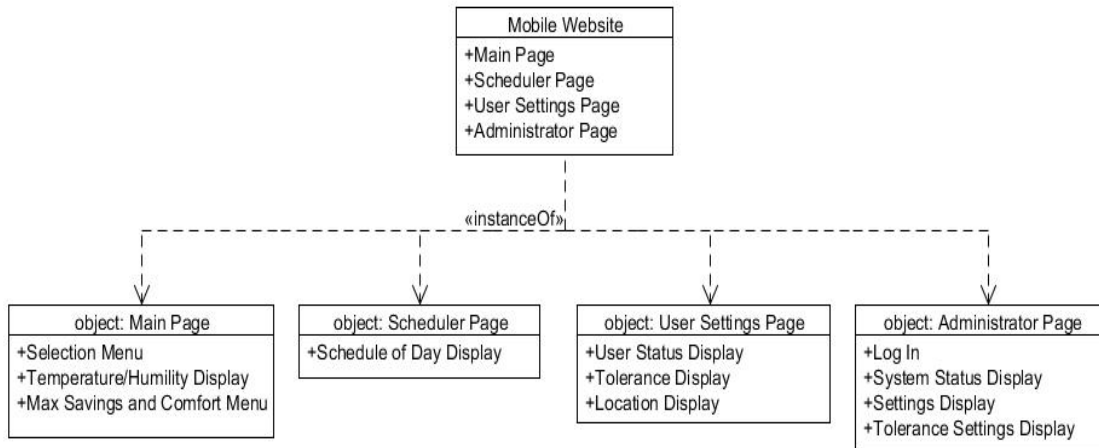 Mobile Website
+Main Page
+Scheduler Page
+User Settings Page
+Administrator Page
«instanceOf»
object: Main Page
+Selection Menu
+Temperature/Humility Display
+Max Savings and Comfort Menu
object: Scheduler Page
+Schedule of Day Display
object: User Settings Page
+User Status Display
+Tolerance Display
+Location Display
object: Administrator Page
+Log In
+System Status Display
+Settings Display
+Tolerance Settings Display